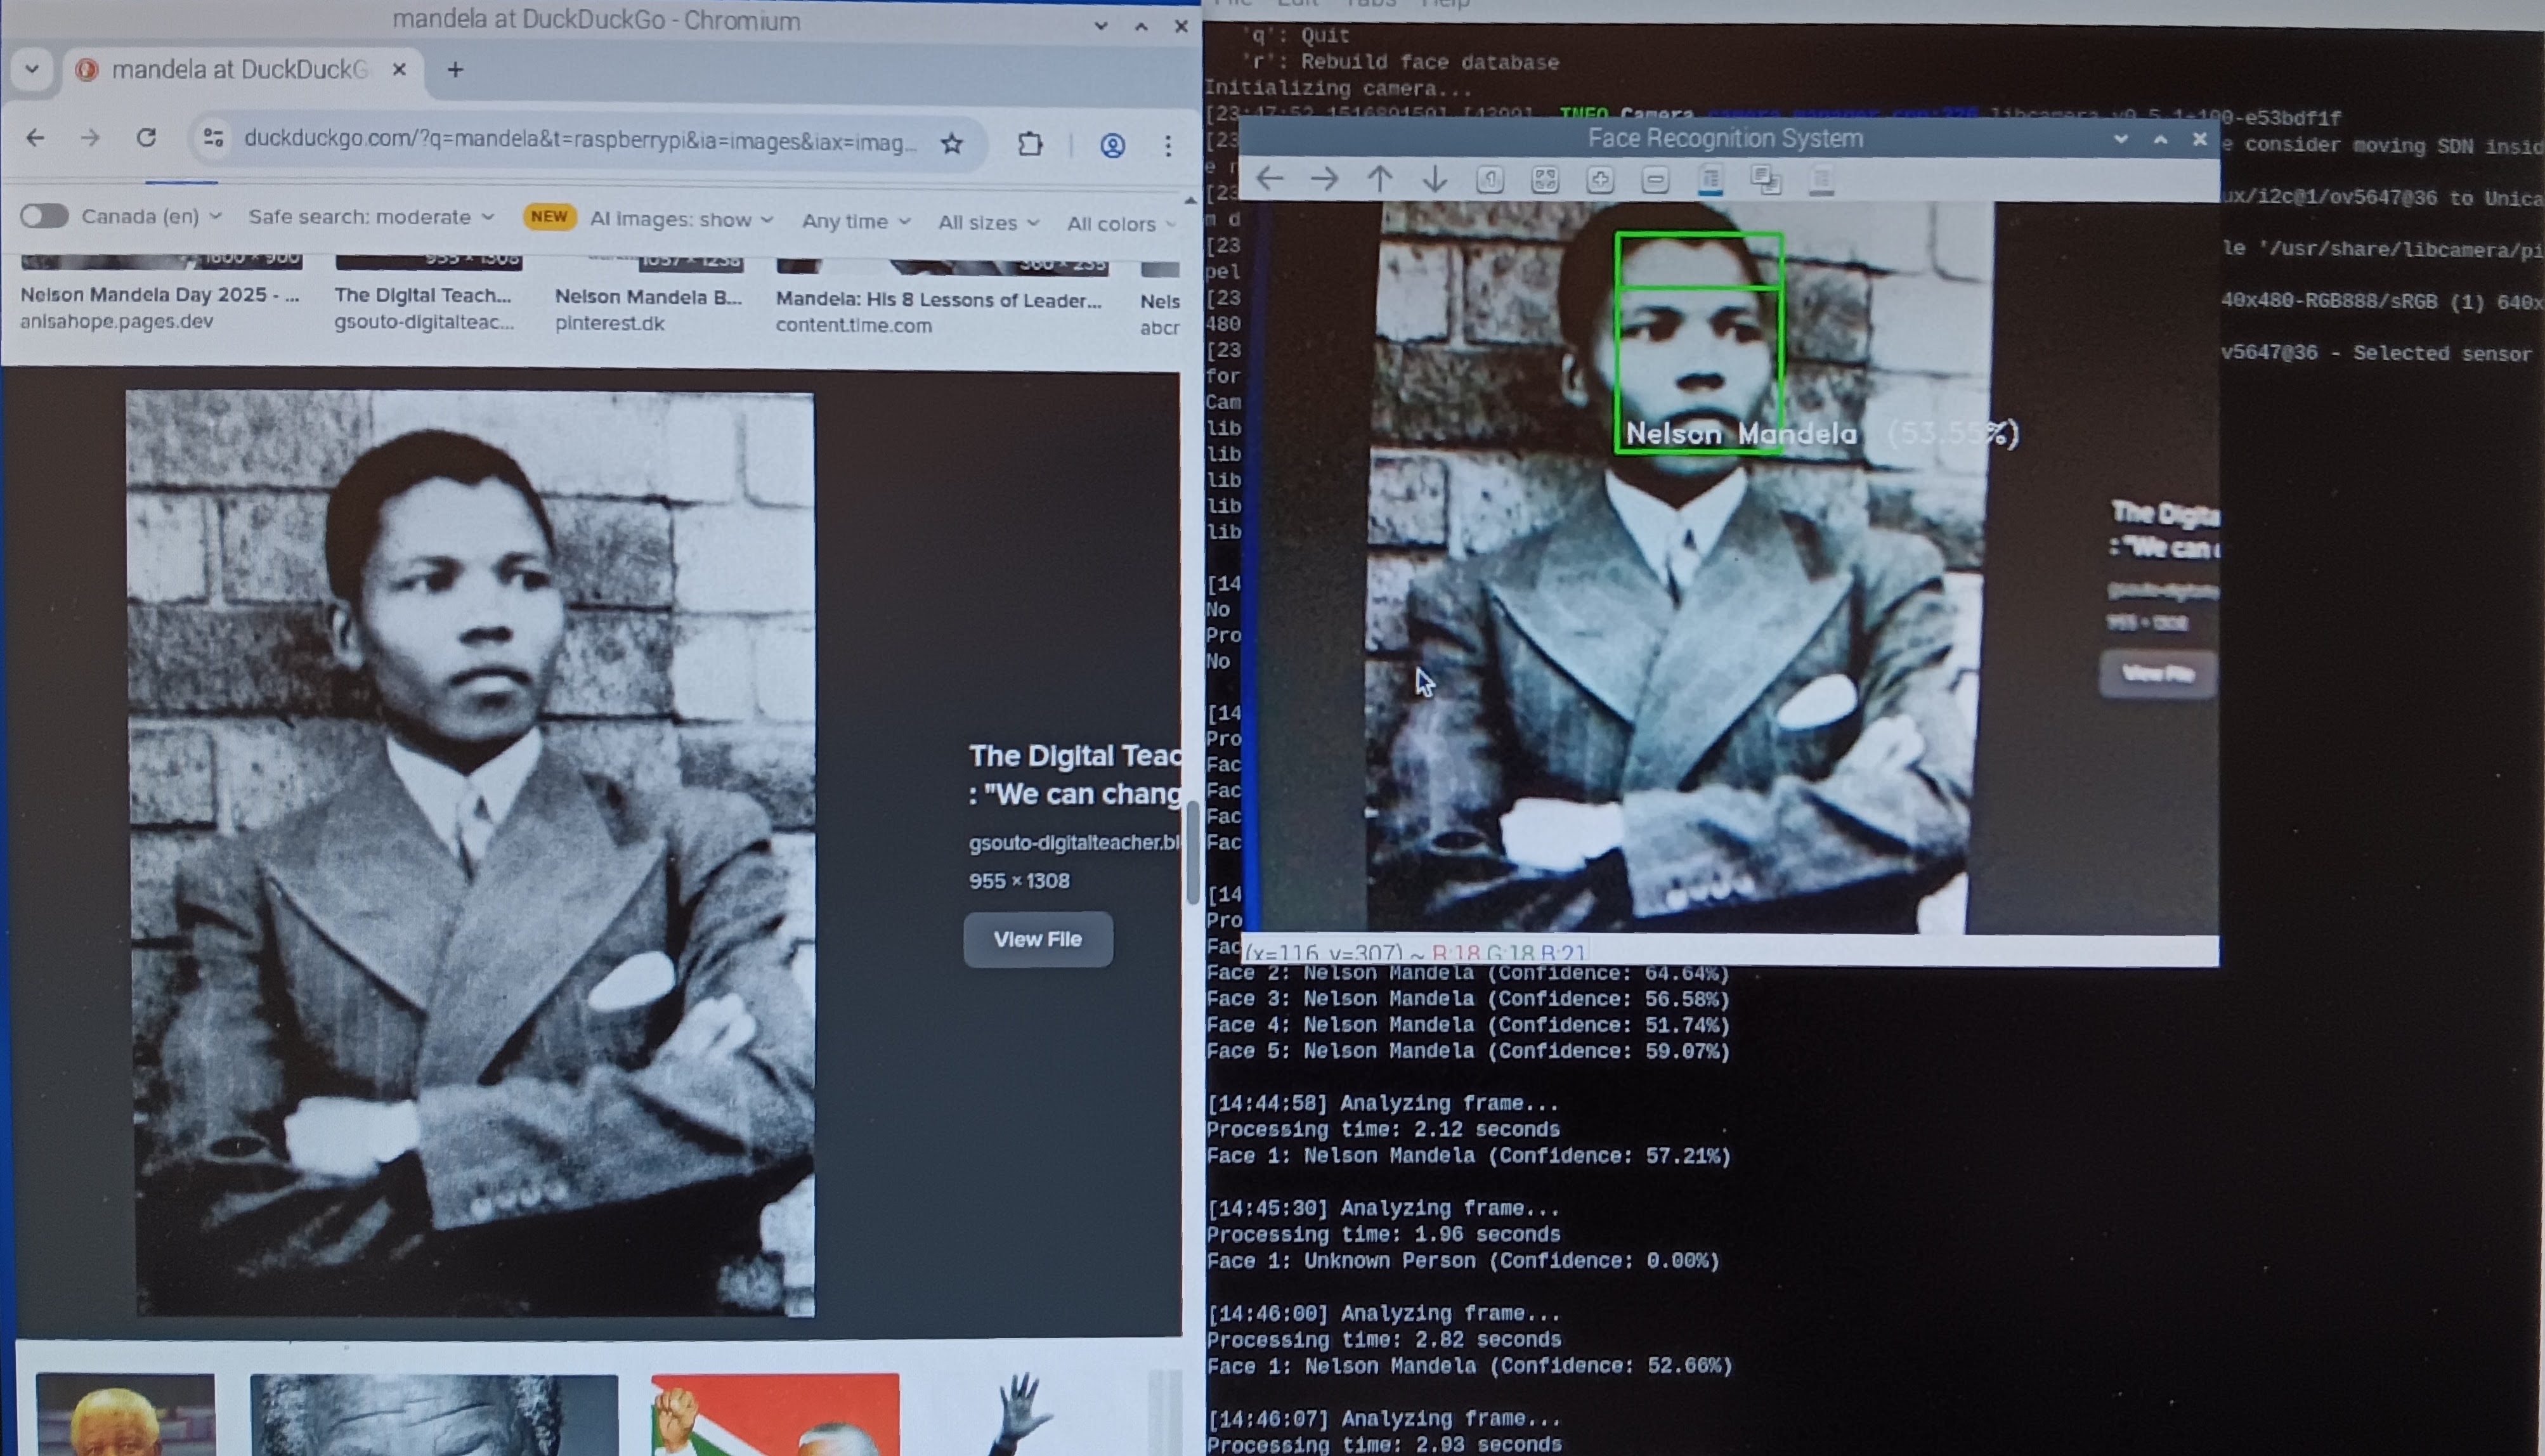 mandela at DuckDuckGo - Chromium
mandela at DuckDuckG
duckduckgo.com/?q=mandela&t=raspberrypi&ia=images&iax=imag...
Canada (en)
Safe search: moderate
NEW
AI images: show
Any time
All sizes
All colors
1600 × 900
955 × 1308
1057 × 1238
360 × 235
Nelson Mandela Day 2025 - ...
anisahope.pages.dev
The Digital Teach...
gsouto-digitalteac...
Nelson Mandela B...
pinterest.dk
Mandela: His 8 Lessons of Leader...
content.time.com
Nels
abcr
The Digital Teac
: "We can chang
gsouto-digitalteacher.bl
955 × 1308
View File
File Edit Tabs Help
'q': Quit
'r': Rebuild face database
Initializing camera...
[23:47:52.151689150] [4299] INFO Camera camera_manager.cpp:326 libcamera v0.5.1+100-e53bdf1f
[23
e consider moving SDN insid
e r
[23
ux/i2c@1/ov5647@36 to Unica
m d
[23
le '/usr/share/libcamera/pi
pel
[23
40x480-RGB888/sRGB (1) 640x
480
[23
v5647@36 - Selected sensor
for
Cam
lib
lib
lib
lib
lib
[14
No
Pro
No
[14
Pro
Fac
Fac
Fac
Fac
[14
Pro
Fac
Face Recognition System
Nelson Mandela (53.55%)
The Digita
: "We can c
955 × 1308
View File
(x=116, y=307) ~ R:18 G:18 B:21
Face 2: Nelson Mandela (Confidence: 64.64%)
Face 3: Nelson Mandela (Confidence: 56.58%)
Face 4: Nelson Mandela (Confidence: 51.74%)
Face 5: Nelson Mandela (Confidence: 59.07%)
[14:44:58] Analyzing frame...
Processing time: 2.12 seconds
Face 1: Nelson Mandela (Confidence: 57.21%)
[14:45:30] Analyzing frame...
Processing time: 1.96 seconds
Face 1: Unknown Person (Confidence: 0.00%)
[14:46:00] Analyzing frame...
Processing time: 2.82 seconds
Face 1: Nelson Mandela (Confidence: 52.66%)
[14:46:07] Analyzing frame...
Processing time: 2.93 seconds